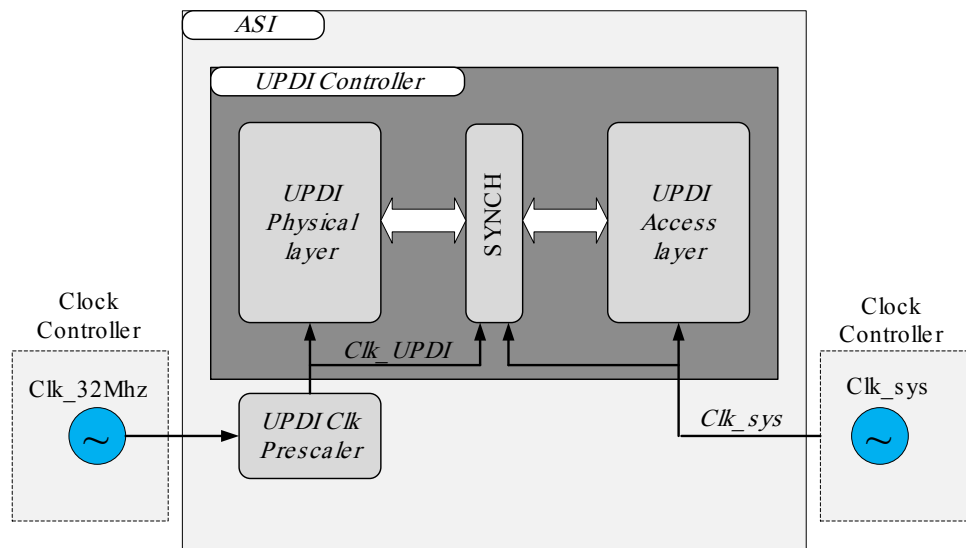 ASI
UPDI Controller
UPDI
Physical
layer
SYNCH
UPDI
Access
layer
Clock
Controller
Clk_32Mhz
~
Clk_UPDI
UPDI Clk
Prescaler
Clk_sys
Clock
Controller
Clk_sys
~